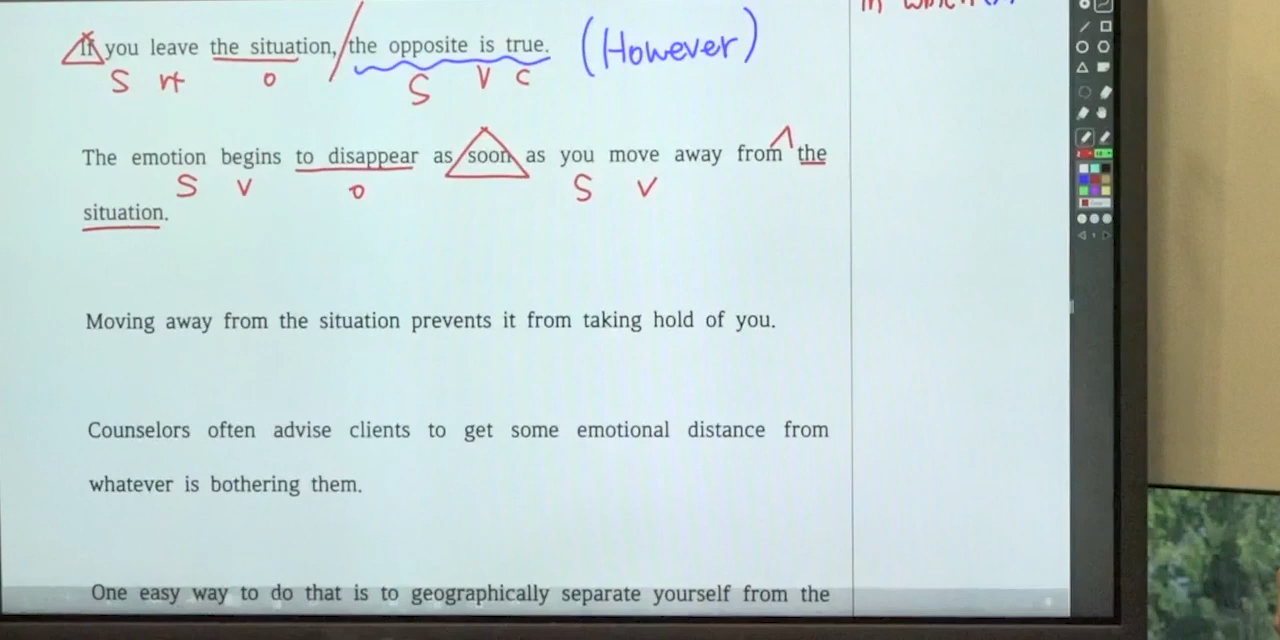 in which
If you leave the situation, / the opposite is true. (However)
S vt o S V C
The emotion begins to disappear as soon as you move away from the
S V o S V
situation.
Moving away from the situation prevents it from taking hold of you.
Counselors often advise clients to get some emotional distance from
whatever is bothering them.
One easy way to do that is to geographically separate yourself from the